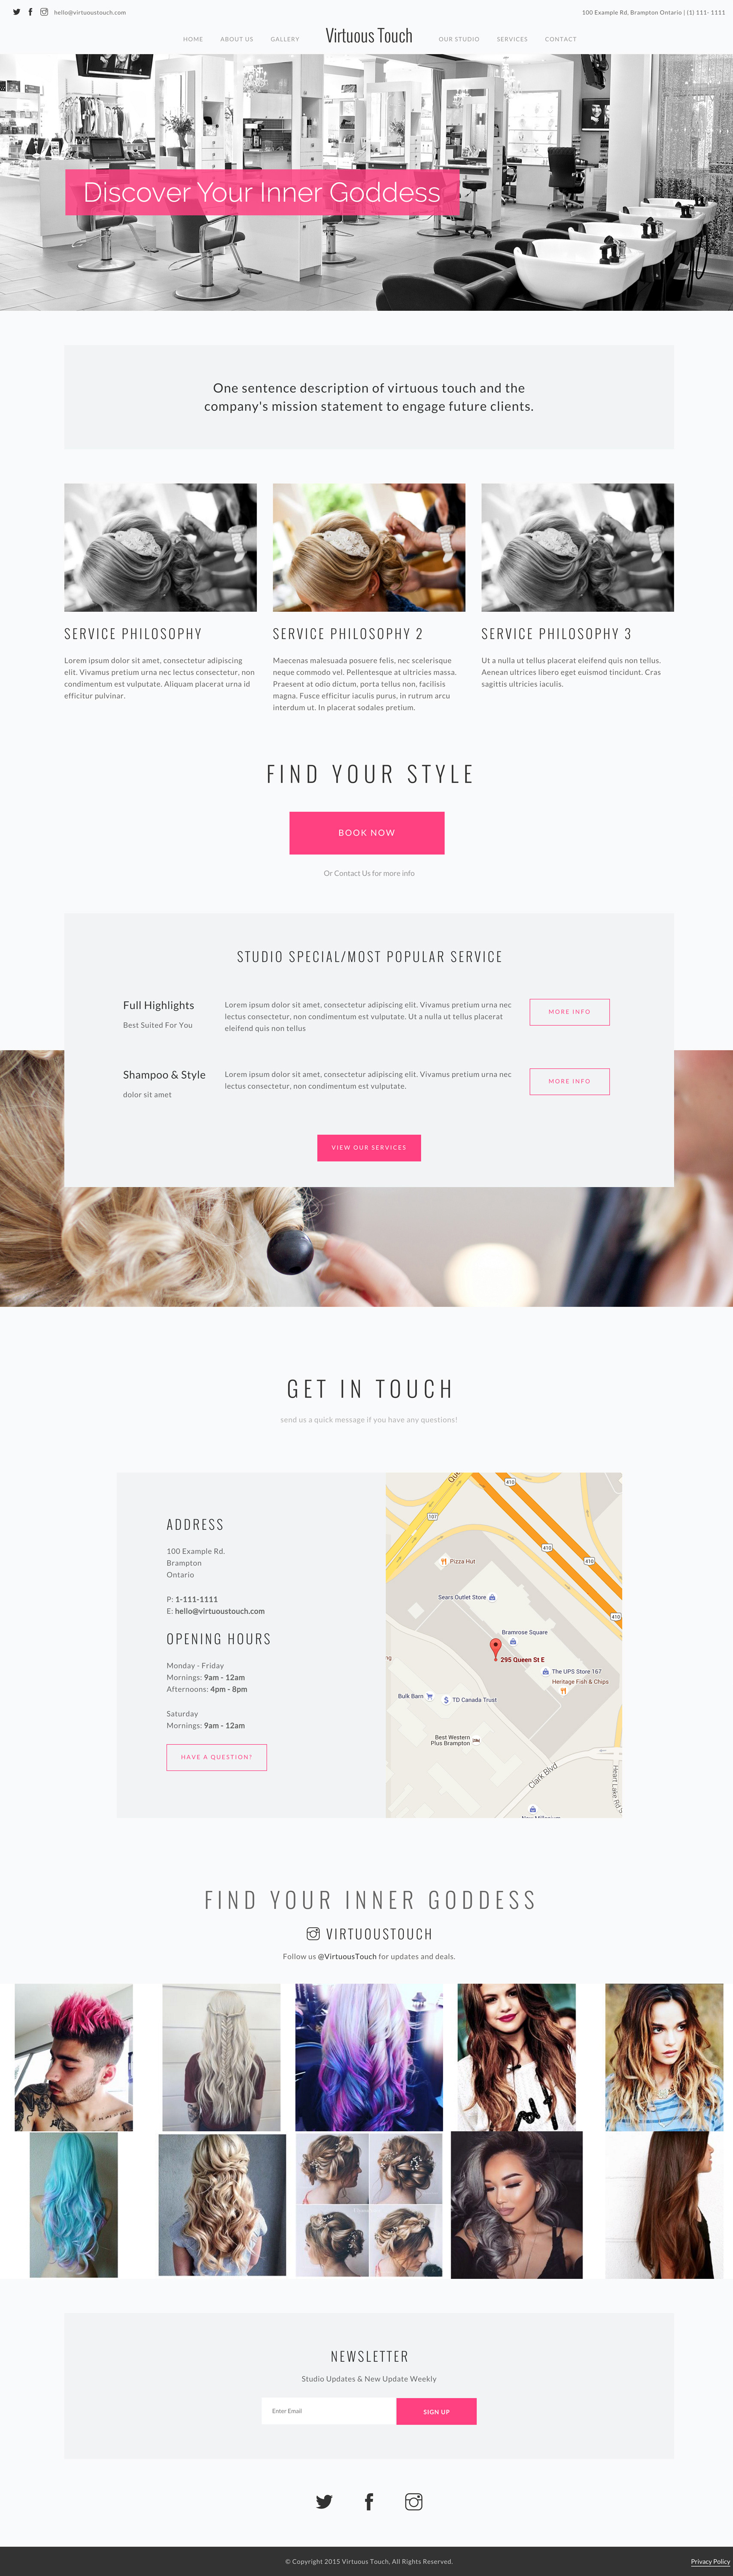 hello@virtuoustouch.com
100 Example Rd, Brampton Ontario | (1) 111- 1111
HOME ABOUT US GALLERY Virtuous Touch OUR STUDIO SERVICES CONTACT
Discover Your Inner Goddess
One sentence description of virtuous touch and the
company's mission statement to engage future clients.
SERVICE PHILOSOPHY
Lorem ipsum dolor sit amet, consectetur adipiscing
elit. Vivamus pretium urna nec lectus consectetur, non
condimentum est vulputate. Aliquam placerat urna id
efficitur pulvinar.
SERVICE PHILOSOPHY 2
Maecenas malesuada posuere felis, nec scelerisque
neque commodo vel. Pellentesque at ultricies massa.
Praesent at odio dictum, porta tellus non, facilisis
magna. Fusce efficitur iaculis purus, in rutrum arcu
interdum ut. In placerat sodales pretium.
SERVICE PHILOSOPHY 3
Ut a nulla ut tellus placerat eleifend quis non tellus.
Aenean ultrices libero eget euismod tincidunt. Cras
sagittis ultricies iaculis.
FIND YOUR STYLE
BOOK NOW
Or Contact Us for more info
STUDIO SPECIAL/MOST POPULAR SERVICE
Full Highlights
Best Suited For You
Lorem ipsum dolor sit amet, consectetur adipiscing elit. Vivamus pretium urna nec
lectus consectetur, non condimentum est vulputate. Ut a nulla ut tellus placerat
eleifend quis non tellus
MORE INFO
Shampoo & Style
dolor sit amet
Lorem ipsum dolor sit amet, consectetur adipiscing elit. Vivamus pretium urna nec
lectus consectetur, non condimentum est vulputate.
MORE INFO
VIEW OUR SERVICES
GET IN TOUCH
send us a quick message if you have any questions!
ADDRESS
100 Example Rd.
Brampton
Ontario
P: 1-111-1111
E: hello@virtuoustouch.com
OPENING HOURS
Monday - Friday
Mornings: 9am - 12am
Afternoons: 4pm - 8pm
Saturday
Mornings: 9am - 12am
HAVE A QUESTION?
Que
410
107
410
410
Pizza Hut
Sears Outlet Store
410
Bramrose Square
295 Queen St E
The UPS Store 167
Heritage Fish & Chips
Bulk Barn
TD Canada Trust
Best Western
Plus Brampton
Clark Blvd
Heart Lake Rd
FIND YOUR INNER GODDESS
VIRTUOUSTOUCH
Follow us @VirtuousTouch for updates and deals.
NEWSLETTER
Studio Updates & New Update Weekly
Enter Email
SIGN UP
© Copyright 2015 Virtuous Touch, All Rights Reserved.
Privacy Policy